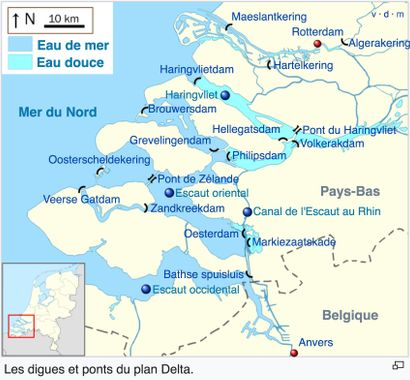 N 10 km
Eau de mer
Eau douce
v · d · m
Maeslantkering
Rotterdam
Algerakering
Hartelkering
Haringvlietdam
Haringvliet
Mer du Nord
Brouwersdam
Hellegatsdam
Pont du Haringvliet
Volkerakdam
Grevelingendam
Philipsdam
Oosterscheldekering
Pont de Zélande
Pays-Bas
Escaut oriental
Veerse Gatdam
Zandkreekdam
Canal de l'Escaut au Rhin
Oesterdam
Markiezaatskade
Bathse spuisluis
Escaut occidental
Belgique
Anvers
Les digues et ponts du plan Delta.